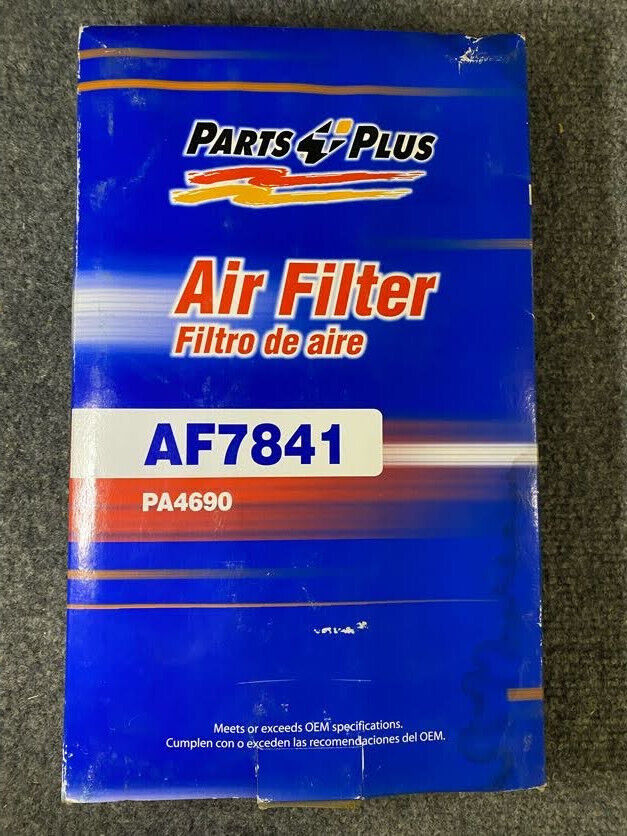 PARTS PLUS
Air Filter
Filtro de aire
AF7841
PA4690
Meets or exceeds OEM specifications.
Cumplen con o exceden las recomendaciones del OEM.